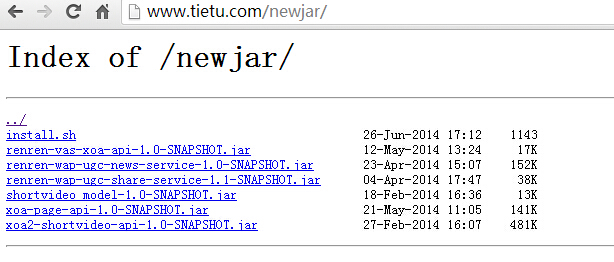 www.tietu.com/newjar/
Index of /newjar/
../
install.sh 26-Jun-2014 17:12 1143
renren-vas-xoa-api-1.0-SNAPSHOT.jar 12-May-2014 13:24 17K
renren-wap-ugc-news-service-1.0-SNAPSHOT.jar 23-Apr-2014 15:07 152K
renren-wap-ugc-share-service-1.1-SNAPSHOT.jar 04-Apr-2014 17:47 38K
shortvideo_model-1.0-SNAPSHOT.jar 18-Feb-2014 16:36 13K
xoa-page-api-1.0-SNAPSHOT.jar 21-May-2014 11:05 141K
xoa2-shortvideo-api-1.0-SNAPSHOT.jar 27-Feb-2014 16:07 481K